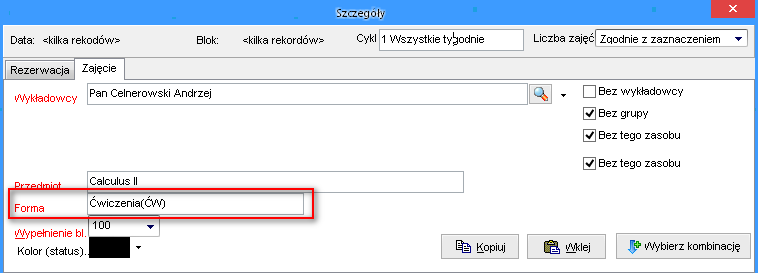 Szczegóły
Data: <kilka rekodów> Blok: <kilka rekordów> Cykl 1 Wszystkie tygodnie Liczba zajęć Zgodnie z zaznaczeniem
Rezerwacja Zajęcie
Wykładowcy Pan Celnerowski Andrzej Bez wykładowcy
Bez grupy
Bez tego zasobu
Bez tego zasobu
Przedmiot Calculus II
Forma Ćwiczenia(ĆW)
Wypełnienie bl. 100
Kolor (status).. Kopiuj Wklej Wybierz kombinację